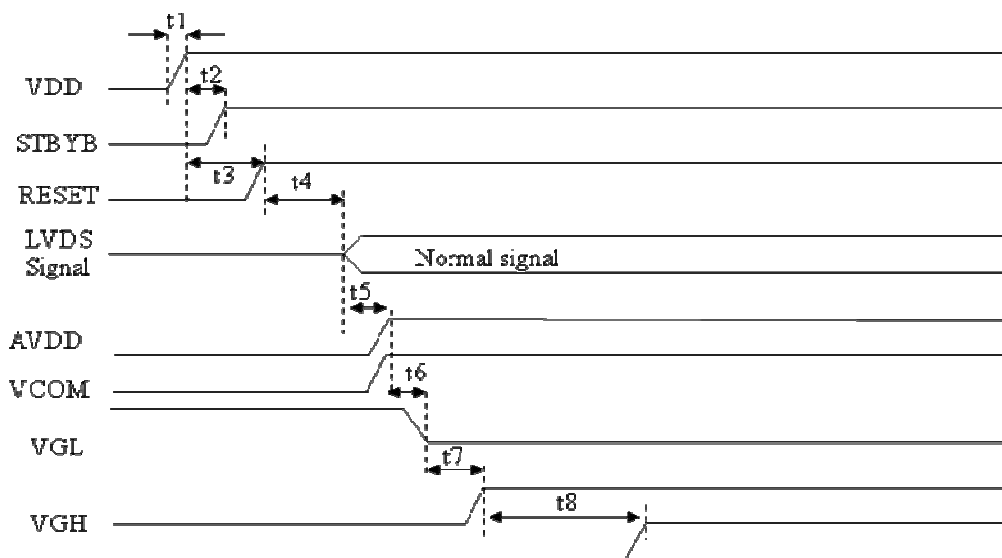 t1
VDD
t2
STBYB
t3
RESET
t4
LVDS
Signal
Normal signal
t5
AVDD
VCOM
t6
VGL
t7
VGH
t8